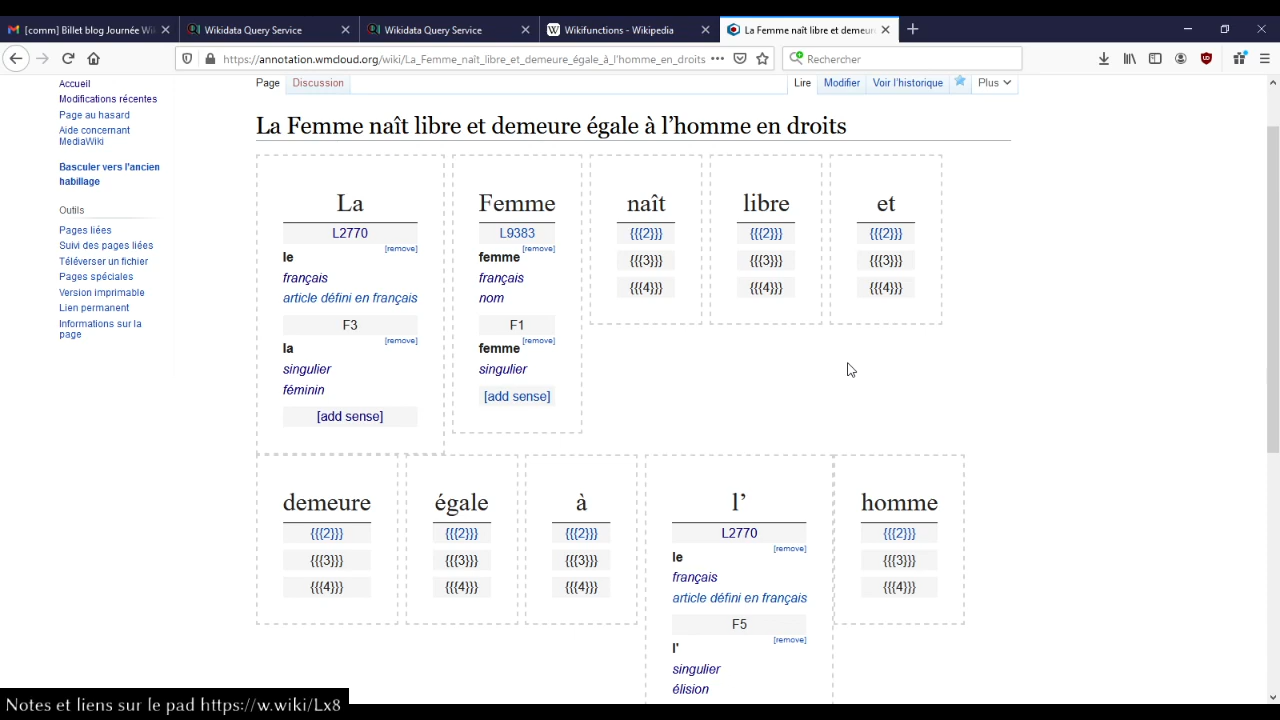 [comm] Billet blog Journée Wi
Wikidata Query Service
Wikidata Query Service
Wikifunctions - Wikipedia
La Femme naît libre et demeure
https://annotation.wmcloud.org/wiki/La_Femme_naît_libre_et_demeure_égale_à_l'homme_en_droits
Rechercher
Accueil
Modifications récentes
Page au hasard
Aide concernant
MediaWiki
Basculer vers l'ancien
habillage
Outils
Pages liées
Suivi des pages liées
Téléverser un fichier
Pages spéciales
Version imprimable
Lien permanent
Informations sur la
page
Page Discussion
Lire Modifier Voir l'historique Plus
La Femme naît libre et demeure égale à l’homme en droits
La
L2770
[remove]
le
français
article défini en français
F3
[remove]
la
singulier
féminin
[add sense]
Femme
L9383
[remove]
femme
français
nom
F1
[remove]
femme
singulier
[add sense]
naît
{{{2}}}
{{{3}}}
{{{4}}}
libre
{{{2}}}
{{{3}}}
{{{4}}}
et
{{{2}}}
{{{3}}}
{{{4}}}
demeure
{{{2}}}
{{{3}}}
{{{4}}}
égale
{{{2}}}
{{{3}}}
{{{4}}}
à
{{{2}}}
{{{3}}}
{{{4}}}
l’
L2770
[remove]
le
français
article défini en français
F5
[remove]
l'
singulier
élision
homme
{{{2}}}
{{{3}}}
{{{4}}}
Notes et liens sur le pad https://w.wiki/Lx8